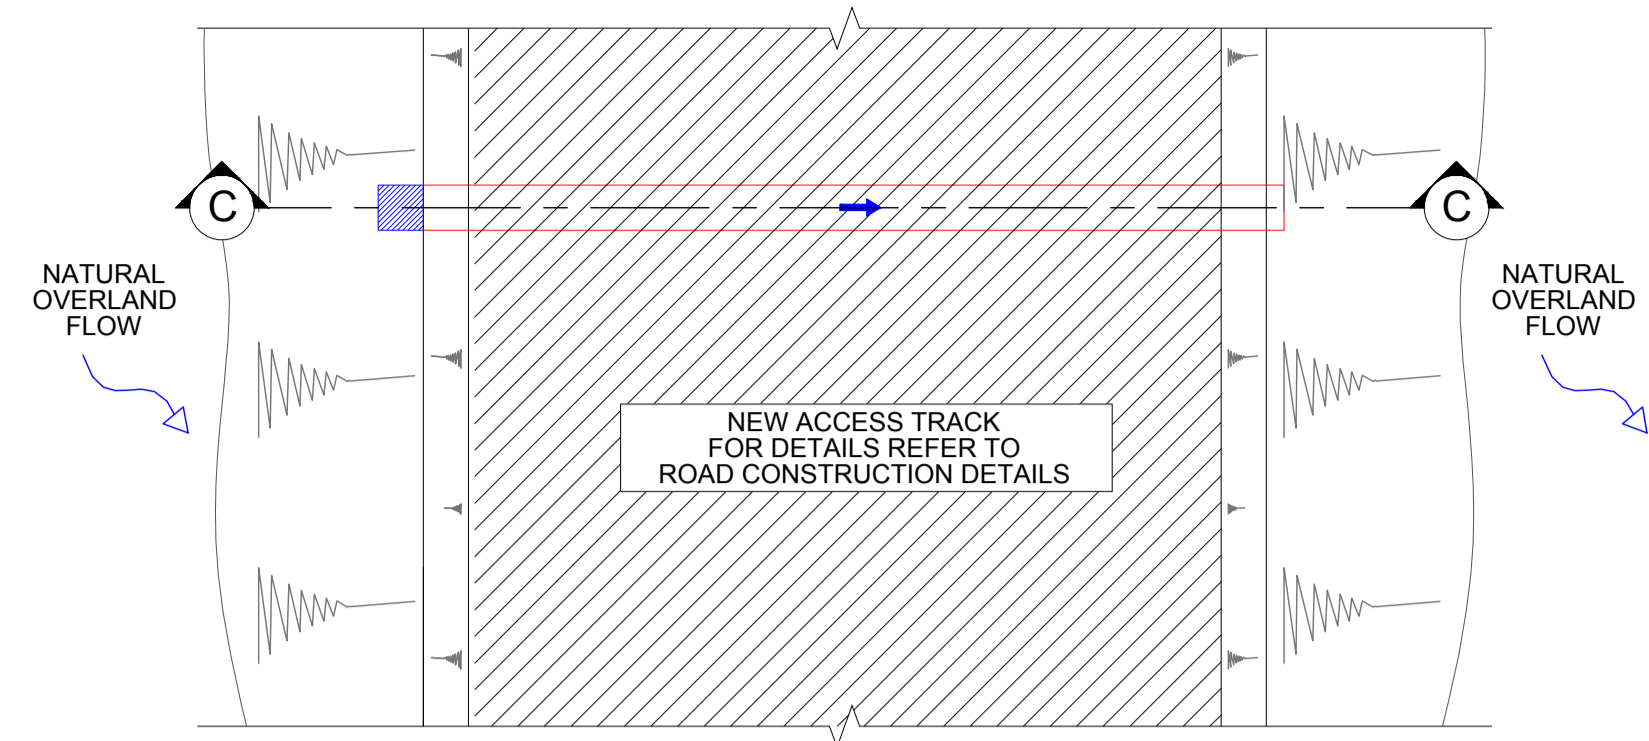 C
C
NATURAL
OVERLAND
FLOW
NATURAL
OVERLAND
FLOW
NEW ACCESS TRACK
FOR DETAILS REFER TO
ROAD CONSTRUCTION DETAILS